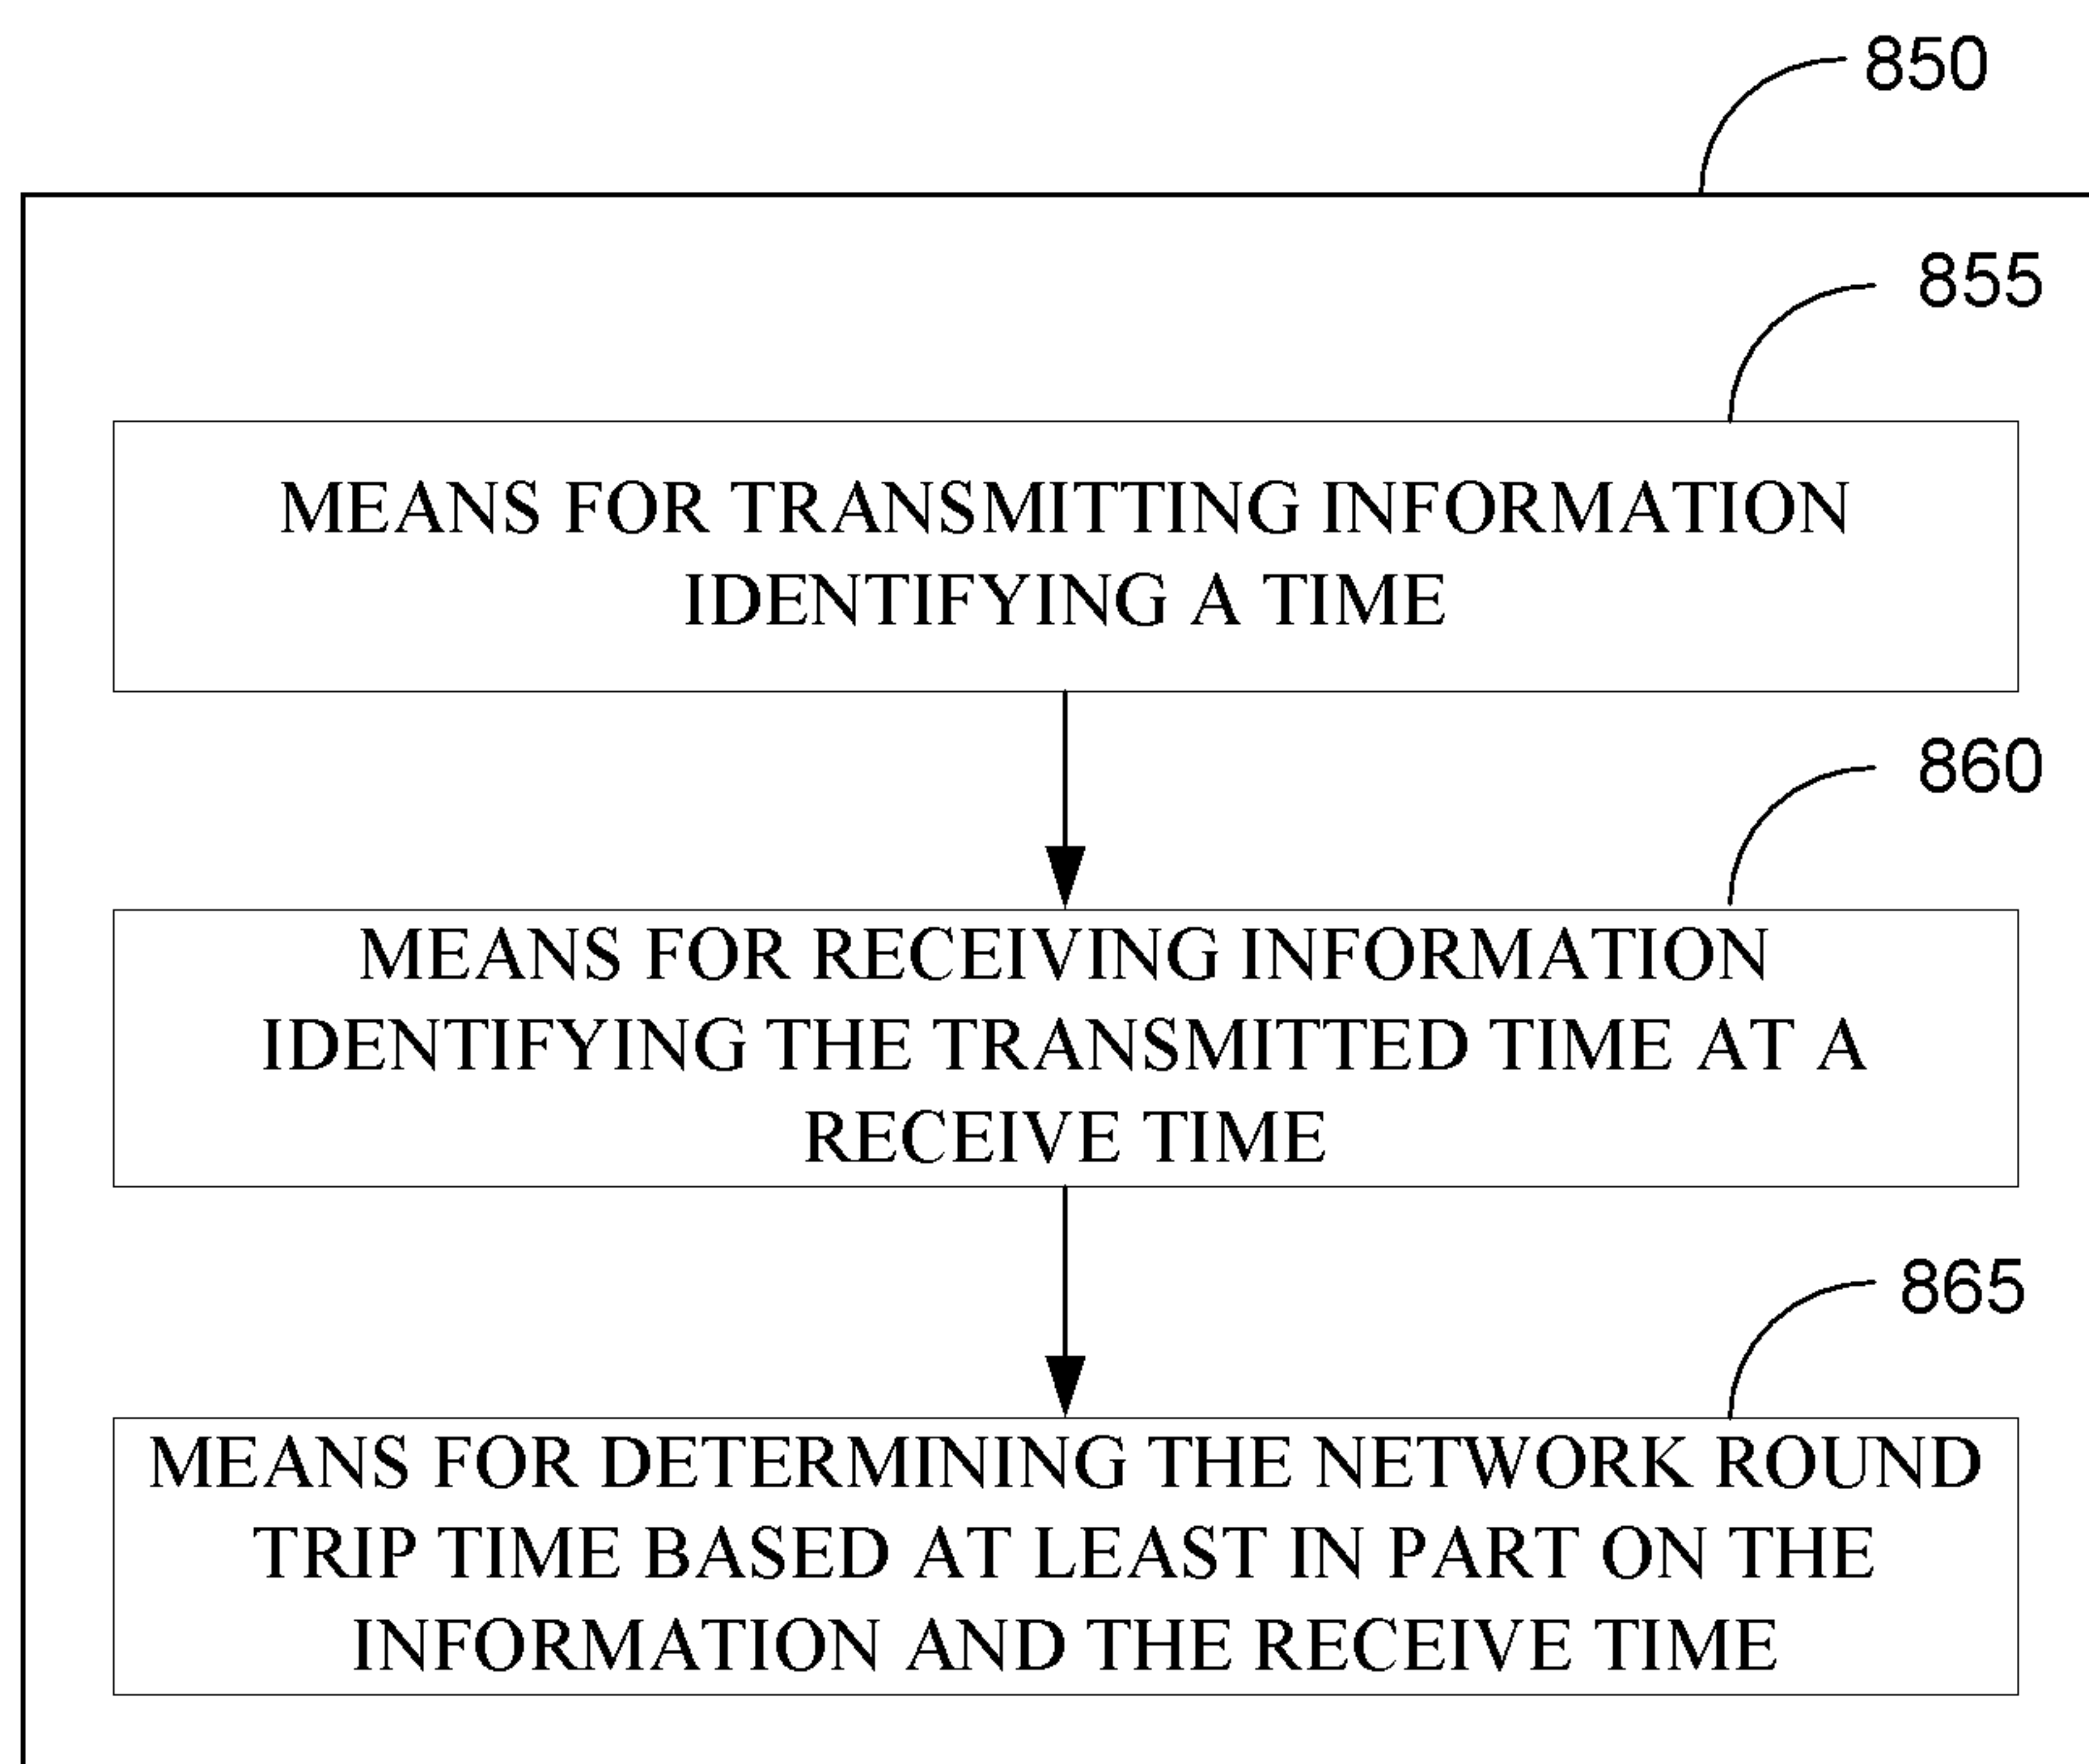 850
855
MEANS FOR TRANSMITTING INFORMATION
IDENTIFYING A TIME
860
MEANS FOR RECEIVING INFORMATION
IDENTIFYING THE TRANSMITTED TIME AT A
RECEIVE TIME
865
MEANS FOR DETERMINING THE NETWORK ROUND
TRIP TIME BASED AT LEAST IN PART ON THE
INFORMATION AND THE RECEIVE TIME